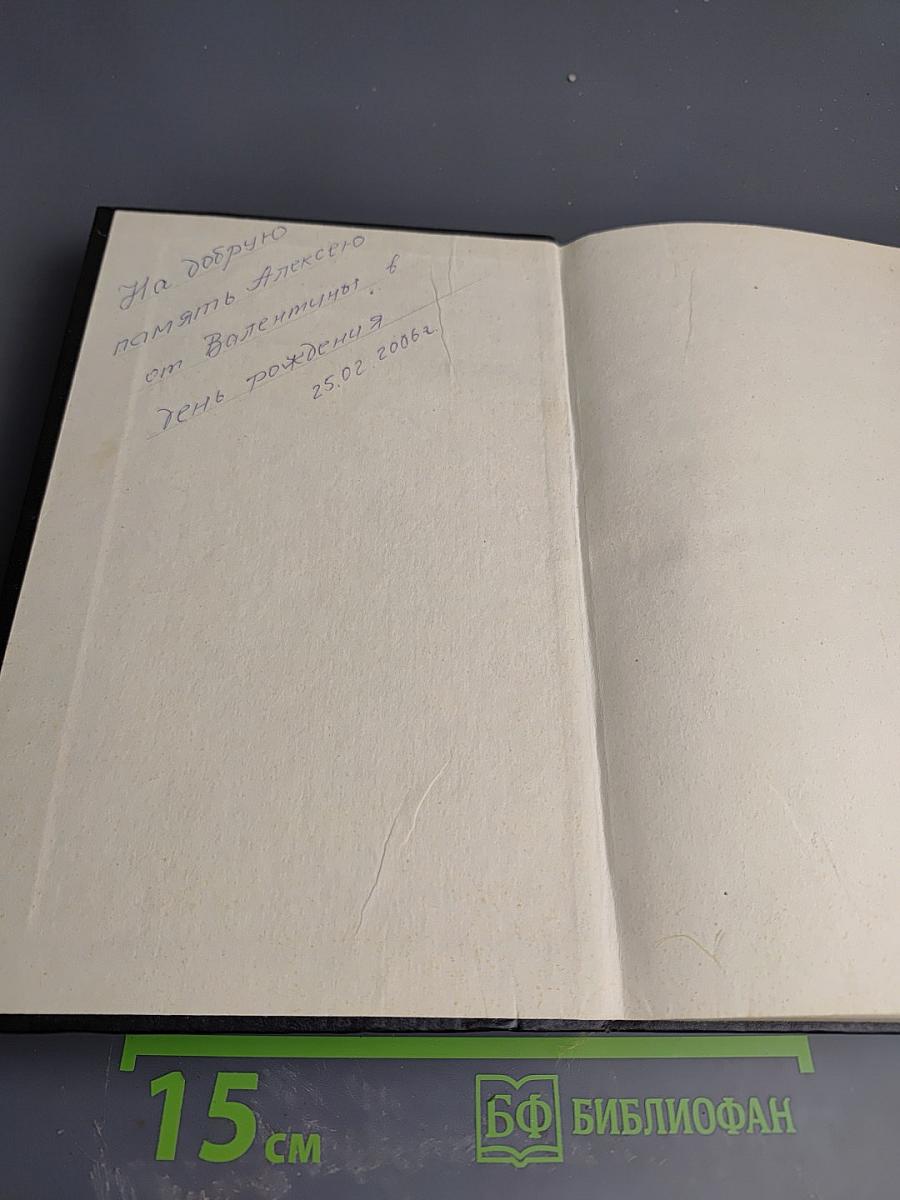 На добрую
память Алексею
от Валентины в
день рождения
25.02.2006г.
15 см
БФ БИБЛИОФАН